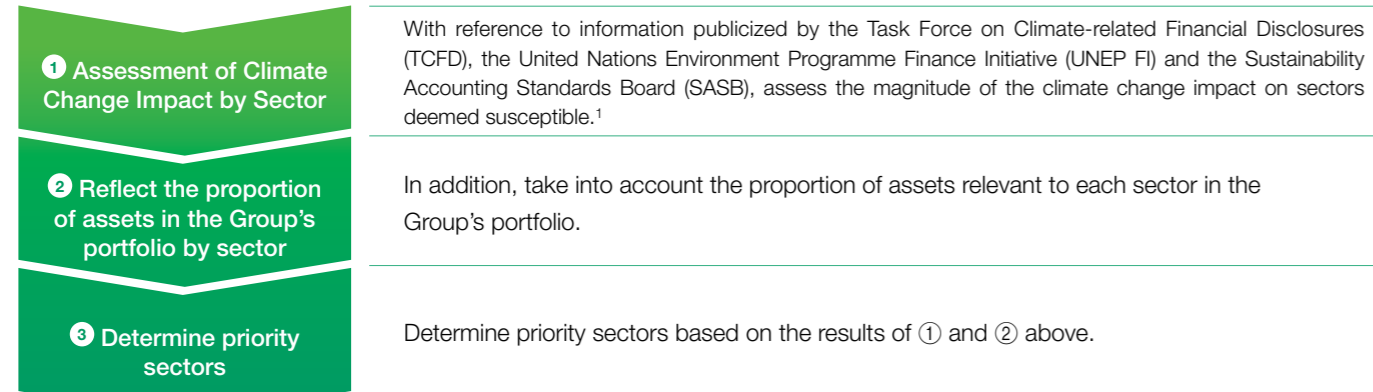 ① Assessment of Climate
Change Impact by Sector
With reference to information publicized by the Task Force on Climate-related Financial Disclosures
(TCFD), the United Nations Environment Programme Finance Initiative (UNEP FI) and the Sustainability
Accounting Standards Board (SASB), assess the magnitude of the climate change impact on sectors
deemed susceptible.¹
② Reflect the proportion
of assets in the Group’s
portfolio by sector
In addition, take into account the proportion of assets relevant to each sector in the
Group’s portfolio.
③ Determine priority
sectors
Determine priority sectors based on the results of ① and ② above.